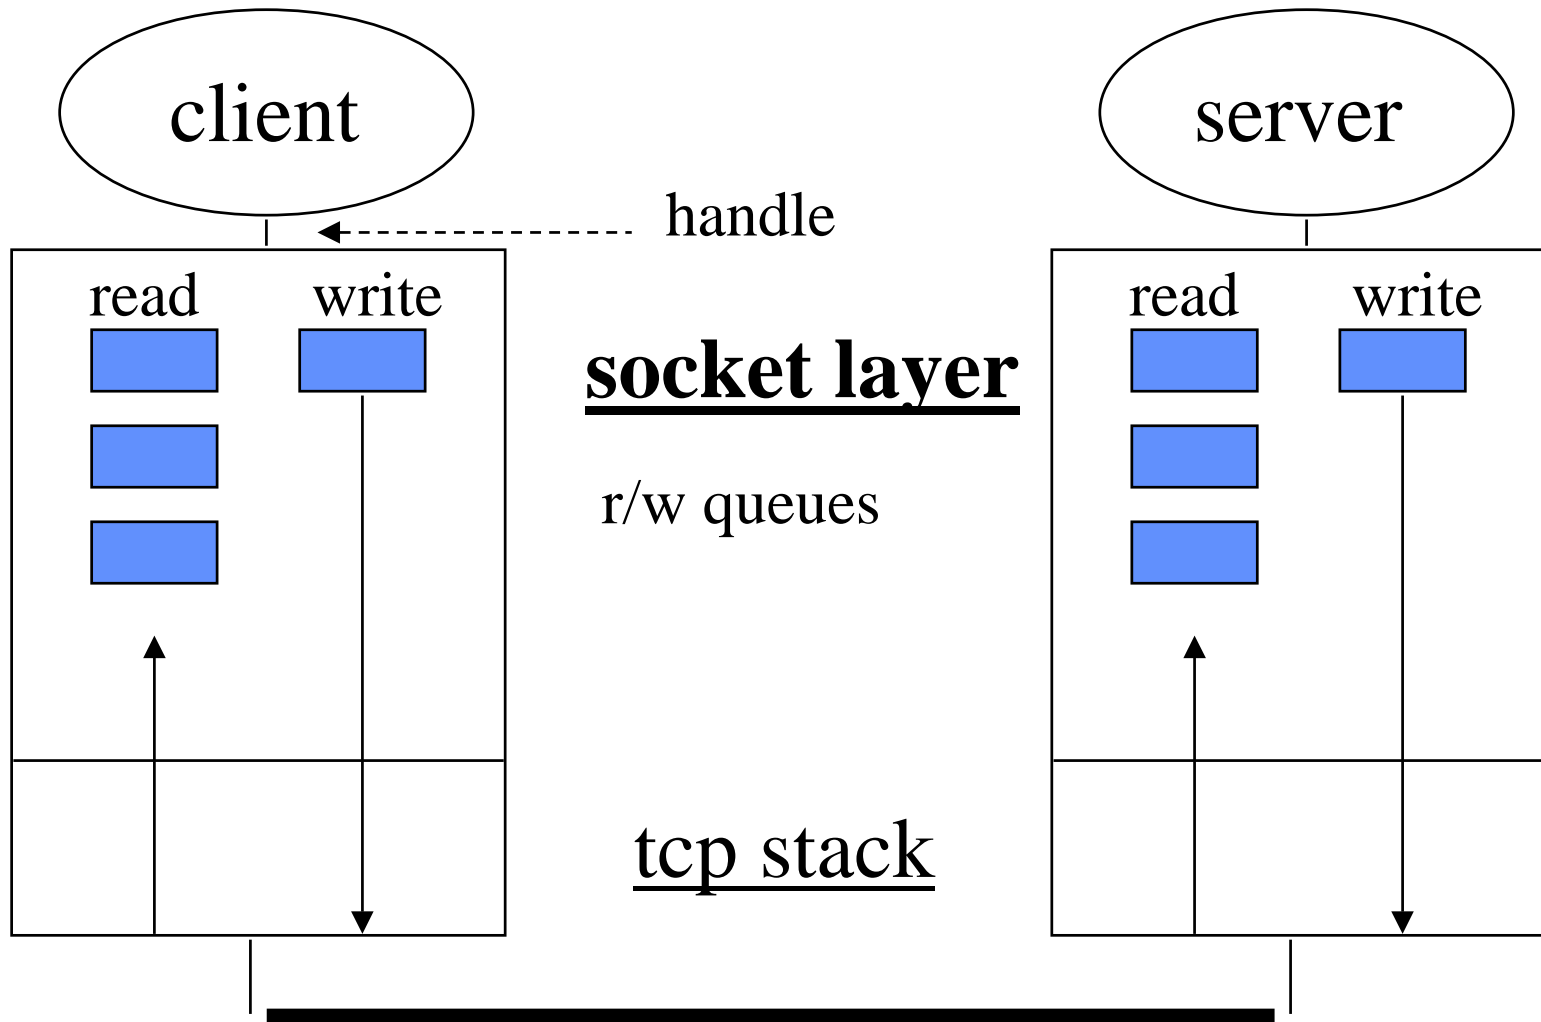 client
server
handle
read write
read write
socket layer
r/w queues
tcp stack